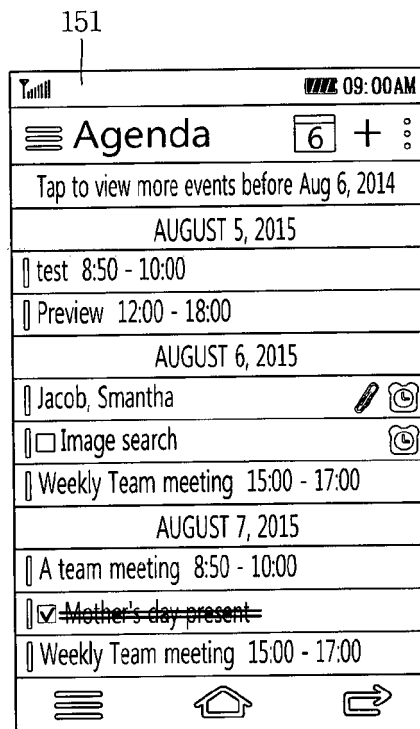 151
09:00AM
Agenda 6
Tap to view more events before Aug 6, 2014
AUGUST 5, 2015
test 8:50 - 10:00
Preview 12:00 - 18:00
AUGUST 6, 2015
Jacob, Smantha
Image search
Weekly Team meeting 15:00 - 17:00
AUGUST 7, 2015
A team meeting 8:50 - 10:00
Mother's day present
Weekly Team meeting 15:00 - 17:00